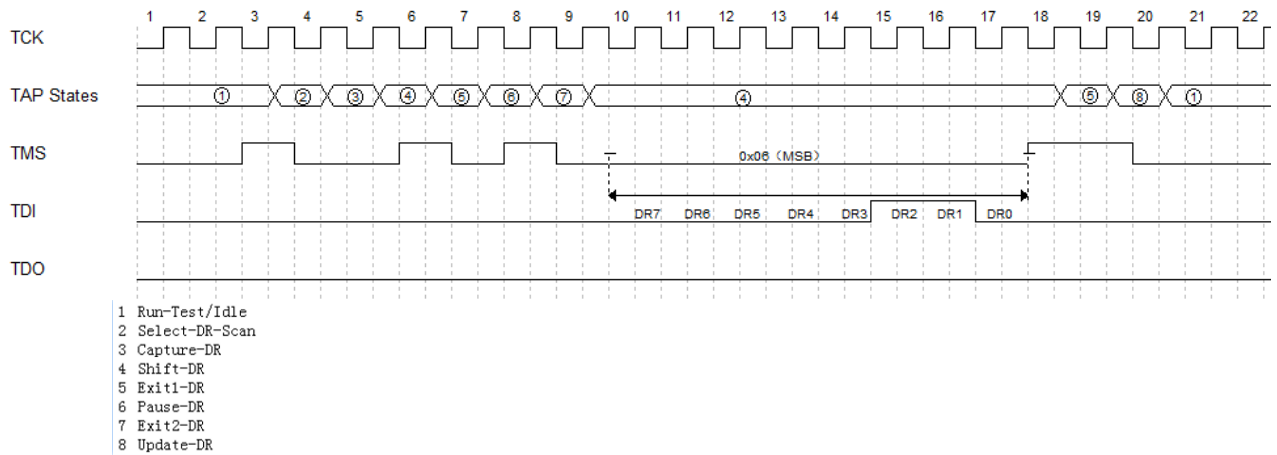 1 2 3 4 5 6 7 8 9 10 11 12 13 14 15 16 17 18 19 20 21 22
TCK
TAP States ① ② ③ ④ ⑤ ⑥ ⑦ ④ ⑤ ⑧ ①
TMS 0x06（MSB）
TDI DR7 DR6 DR5 DR4 DR3 DR2 DR1 DR0
TDO
1 Run-Test/Idle
2 Select-DR-Scan
3 Capture-DR
4 Shift-DR
5 Exit1-DR
6 Pause-DR
7 Exit2-DR
8 Update-DR